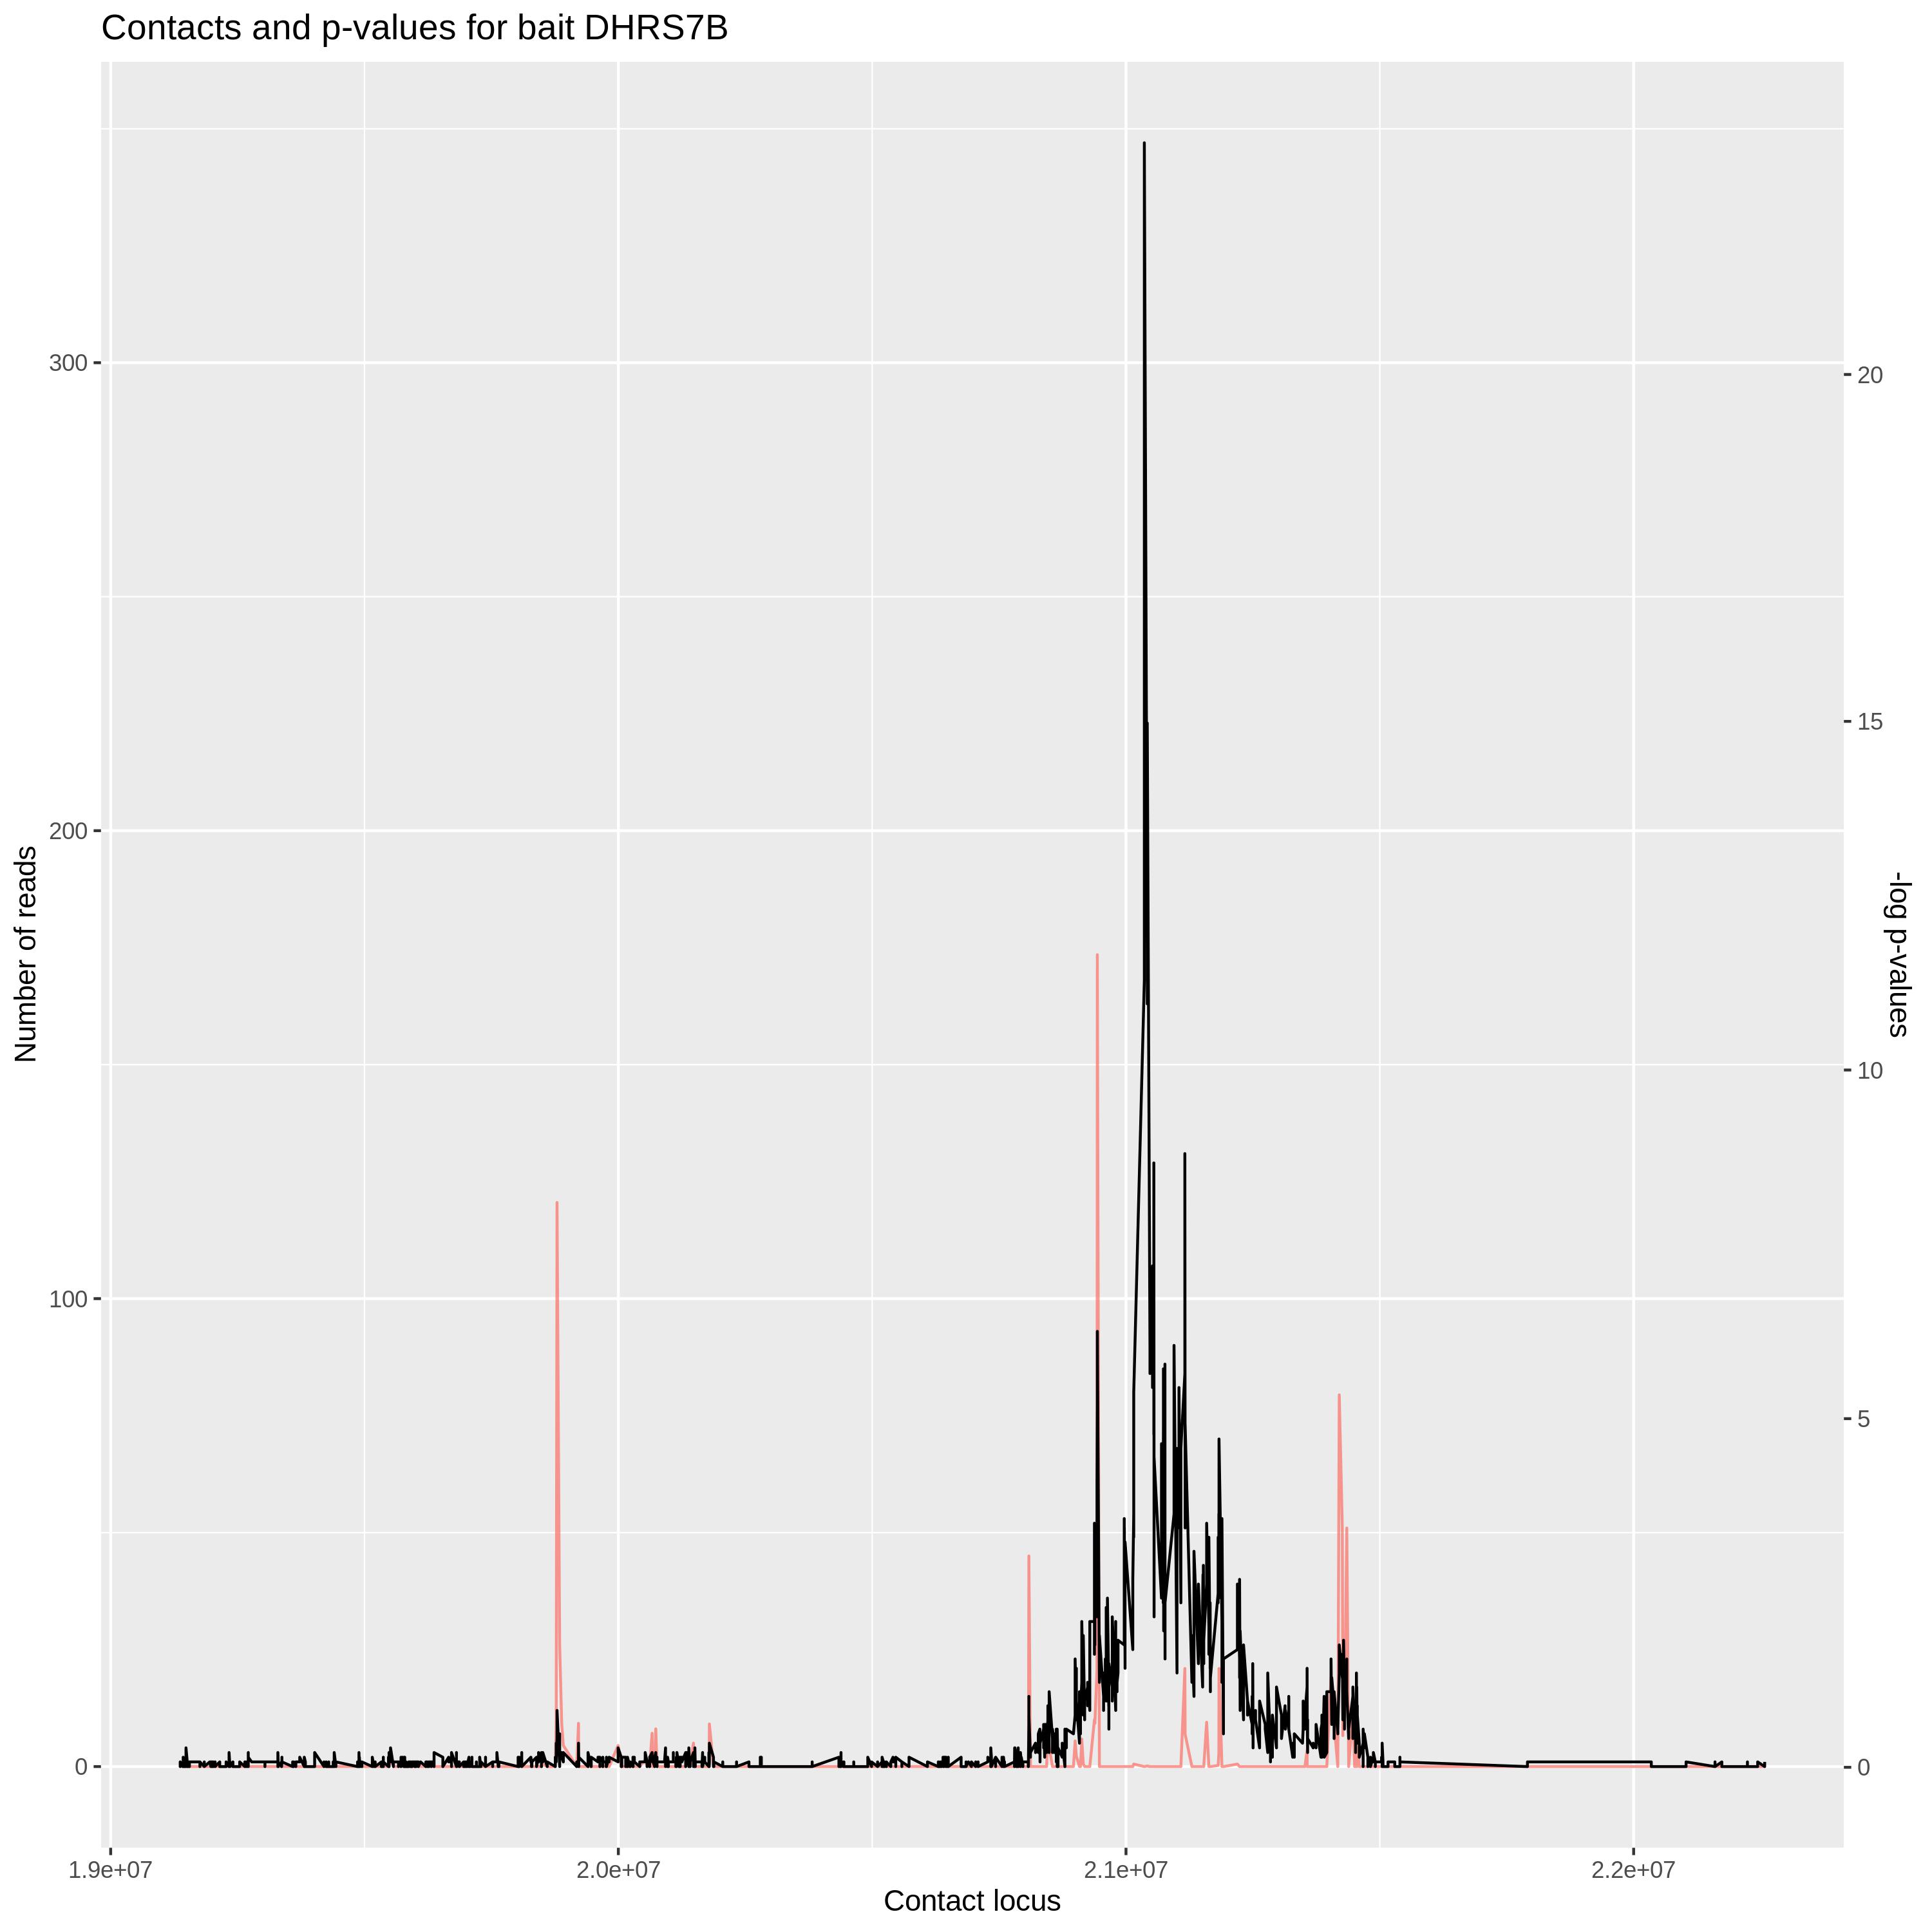 Contacts and p-values for bait DHRS7B
Number of reads
300
200
100
0
20
15
10
5
0
-log p-values
1.9e+07
2.0e+07
2.1e+07
2.2e+07
Contact locus